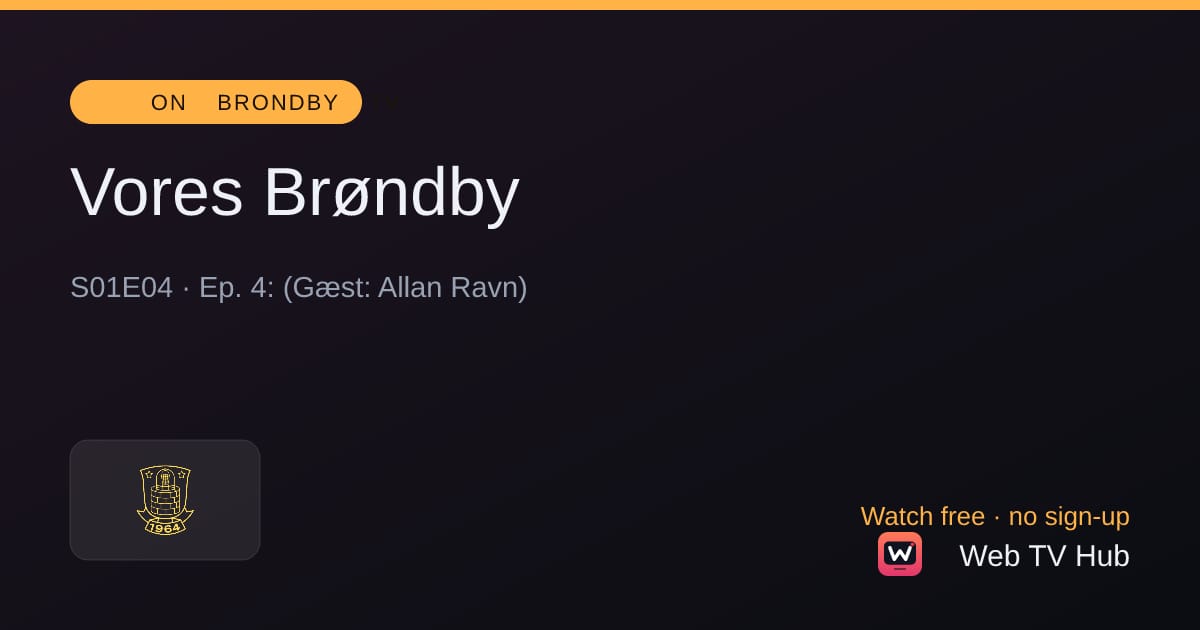 ON BRONDBY
Vores Brøndby
S01E04 · Ep. 4: (Gæst: Allan Ravn)
1964
Watch free · no sign-up
W
Web TV Hub